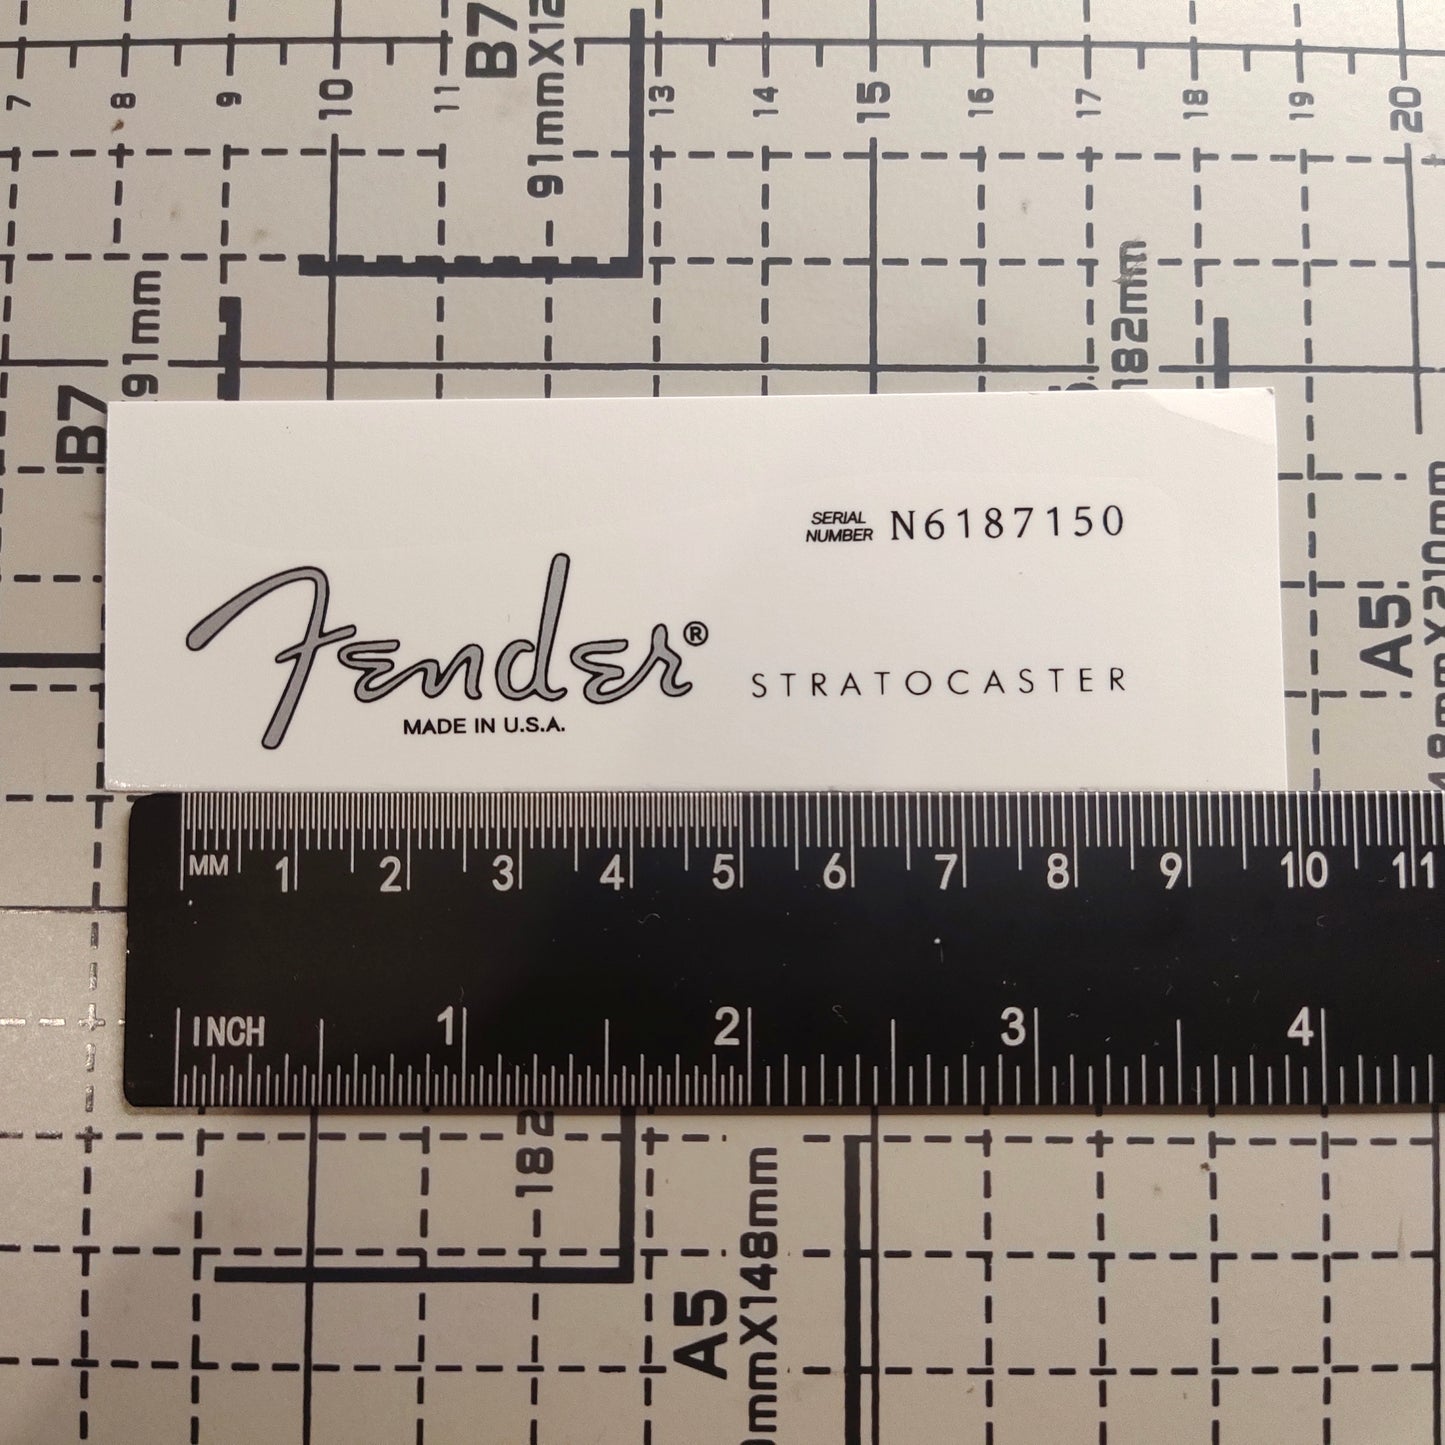 B7
91mmX12
7 8 9 10 11 13 14 15 16 17 18 19 20
B7
91mm
182mm
SERIAL
NUMBER N6187150
Fender®
STRATOCASTER
MADE IN U.S.A.
A5
48mmX210mm
MM 1 2 3 4 5 6 7 8 9 10 11
INCH 1 2 3 4
182
A5
mmX148mm